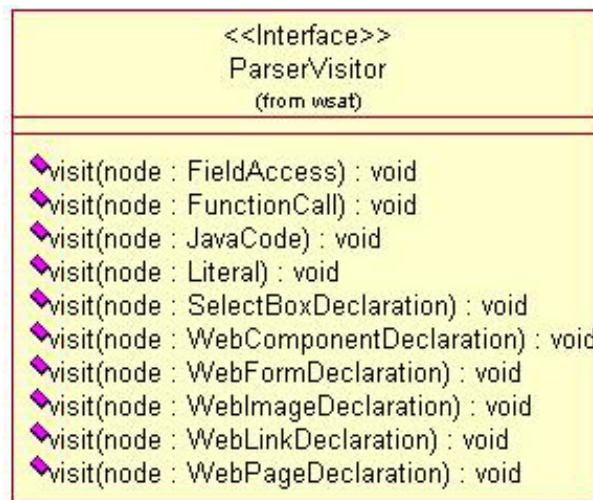 <<Interface>>
ParserVisitor
(from wsat)
visit(node : FieldAccess) : void
visit(node : FunctionCall) : void
visit(node : JavaCode) : void
visit(node : Literal) : void
visit(node : SelectBoxDeclaration) : void
visit(node : WebComponentDeclaration) : void
visit(node : WebFormDeclaration) : void
visit(node : WebImageDeclaration) : void
visit(node : WebLinkDeclaration) : void
visit(node : WebPageDeclaration) : void